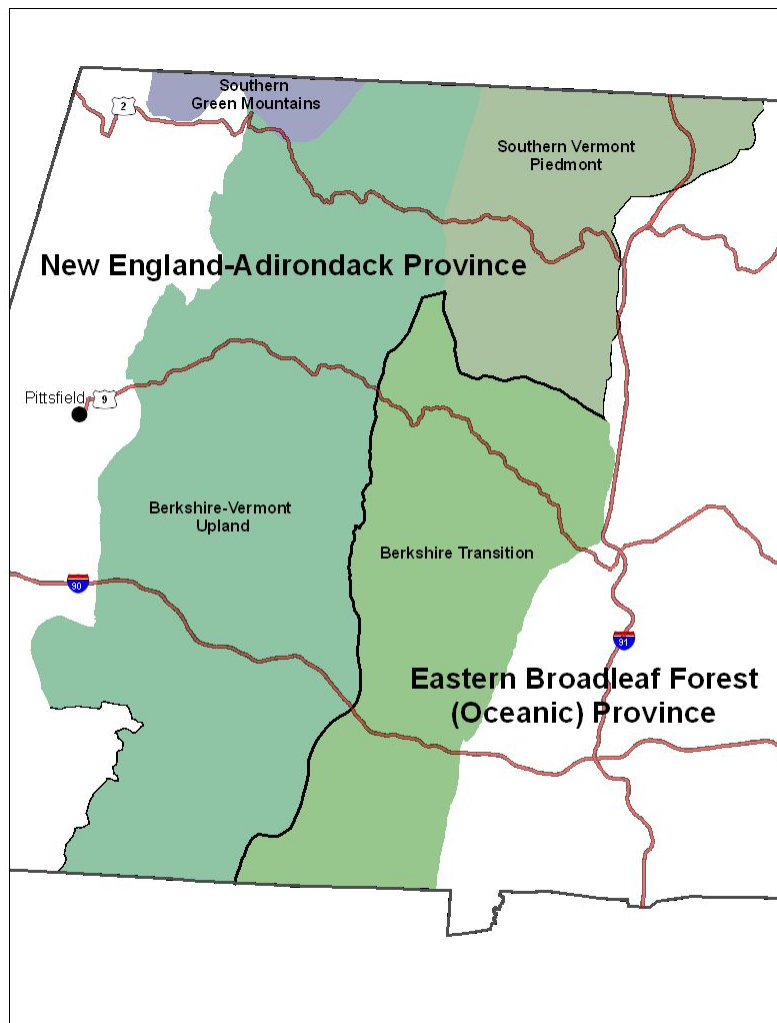 Southern
Green Mountains
2
Southern Vermont
Piedmont
New England-Adirondack Province
Pittsfield
9
Berkshire-Vermont
Upland
Berkshire Transition
90
91
Eastern Broadleaf Forest
(Oceanic) Province